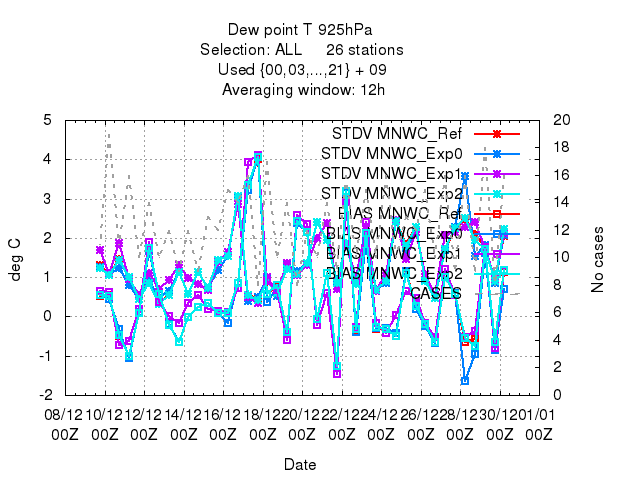 Dew point T 925hPa
Selection: ALL 26 stations
Used {00,03,...,21} + 09
Averaging window: 12h
5 20
STDV MNWC_Ref 18
STDV MNWC_Exp0
4 STDV MNWC_Exp1 16
STDV MNWC_Exp2 14
3 BIAS MNWC_Ref
BIAS MNWC_Exp0 12
2 BIAS MNWC_Exp1 10
1 BIAS MNWC_Exp2 8
CASES
0 6
4
-1 2
-2 0
deg C
No cases
08/12 10/12 12/12 14/12 16/12 18/12 20/12 22/12 24/12 26/12 28/12 30/12 01/01
00Z 00Z 00Z 00Z 00Z 00Z 00Z 00Z 00Z 00Z 00Z 00Z 00Z
Date